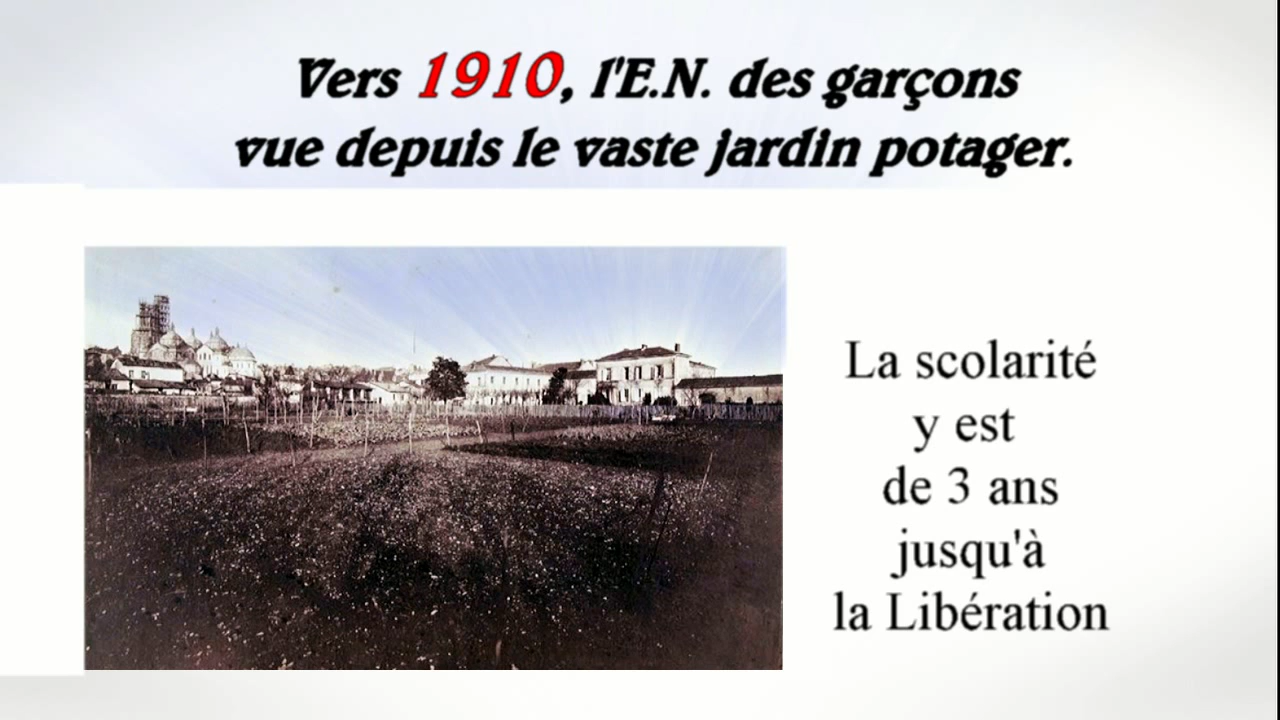 Vers 1910, l'E.N. des garçons
vue depuis le vaste jardin potager.
La scolarité
y est
de 3 ans
jusqu'à
la Libération